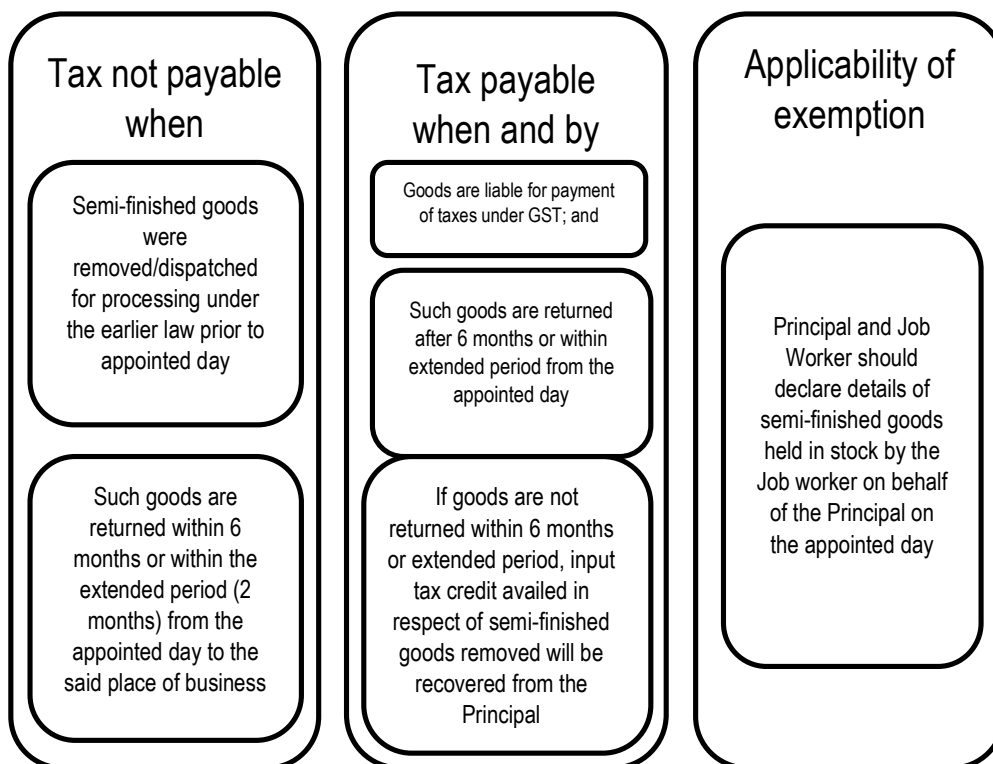 Tax not payable
when
Semi-finished goods
were
removed/dispatched
for processing under
the earlier law prior to
appointed day
Such goods are
returned within 6
months or within the
extended period (2
months) from the
appointed day to the
said place of business
Tax payable
when and by
Goods are liable for payment
of taxes under GST; and
Such goods are returned
after 6 months or within
extended period from the
appointed day
If goods are not
returned within 6 months
or extended period, input
tax credit availed in
respect of semi-finished
goods removed will be
recovered from the
Principal
Applicability of
exemption
Principal and Job
Worker should
declare details of
semi-finished goods
held in stock by the
Job worker on behalf
of the Principal on
the appointed day